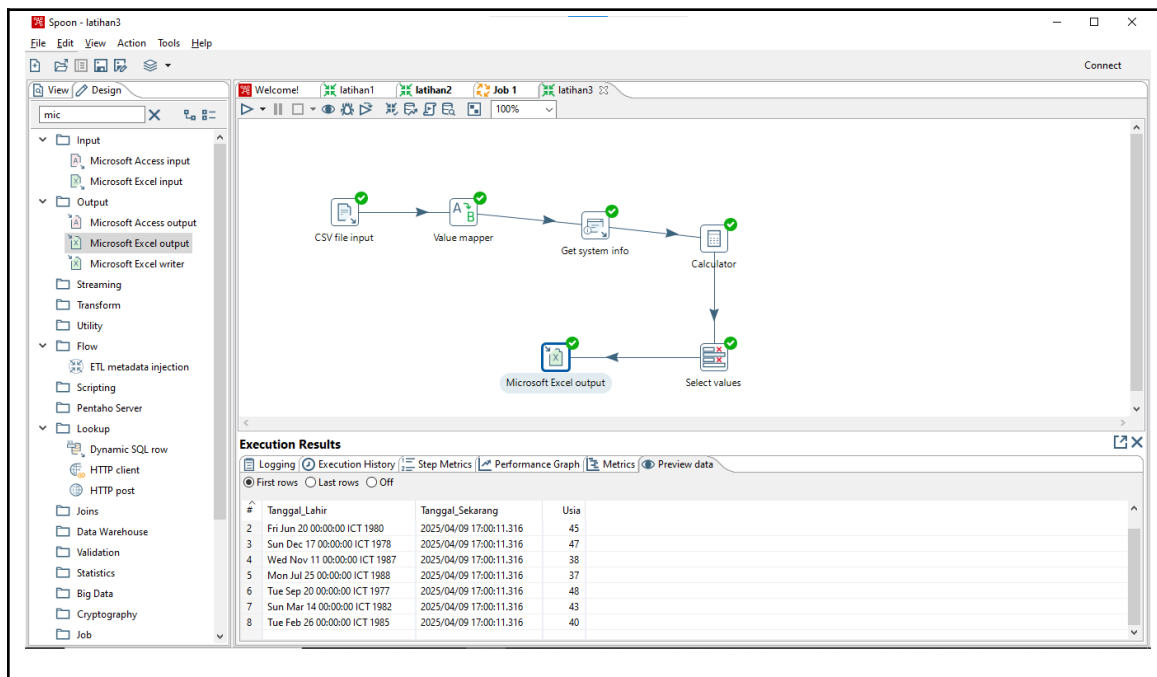 Spoon - latihan3
File Edit View Action Tools Help
Connect
View Design
mic
Input
Microsoft Access input
Microsoft Excel input
Output
Microsoft Access output
Microsoft Excel output
Microsoft Excel writer
Streaming
Transform
Utility
Flow
ETL metadata injection
Scripting
Pentaho Server
Lookup
Dynamic SQL row
HTTP client
HTTP post
Joins
Data Warehouse
Validation
Statistics
Big Data
Cryptography
Job
Welcome! latihan1 latihan2 Job 1 latihan3
100%
CSV file input
Value mapper
Get system info
Calculator
Microsoft Excel output
Select values
Execution Results
Logging Execution History Step Metrics Performance Graph Metrics Preview data
First rows Last rows Off
# Tanggal_Lahir Tanggal_Sekarang Usia
2 Fri Jun 20 00:00:00 ICT 1980 2025/04/09 17:00:11.316 45
3 Sun Dec 17 00:00:00 ICT 1978 2025/04/09 17:00:11.316 47
4 Wed Nov 11 00:00:00 ICT 1987 2025/04/09 17:00:11.316 38
5 Mon Jul 25 00:00:00 ICT 1988 2025/04/09 17:00:11.316 37
6 Tue Sep 20 00:00:00 ICT 1977 2025/04/09 17:00:11.316 48
7 Sun Mar 14 00:00:00 ICT 1982 2025/04/09 17:00:11.316 43
8 Tue Feb 26 00:00:00 ICT 1985 2025/04/09 17:00:11.316 40